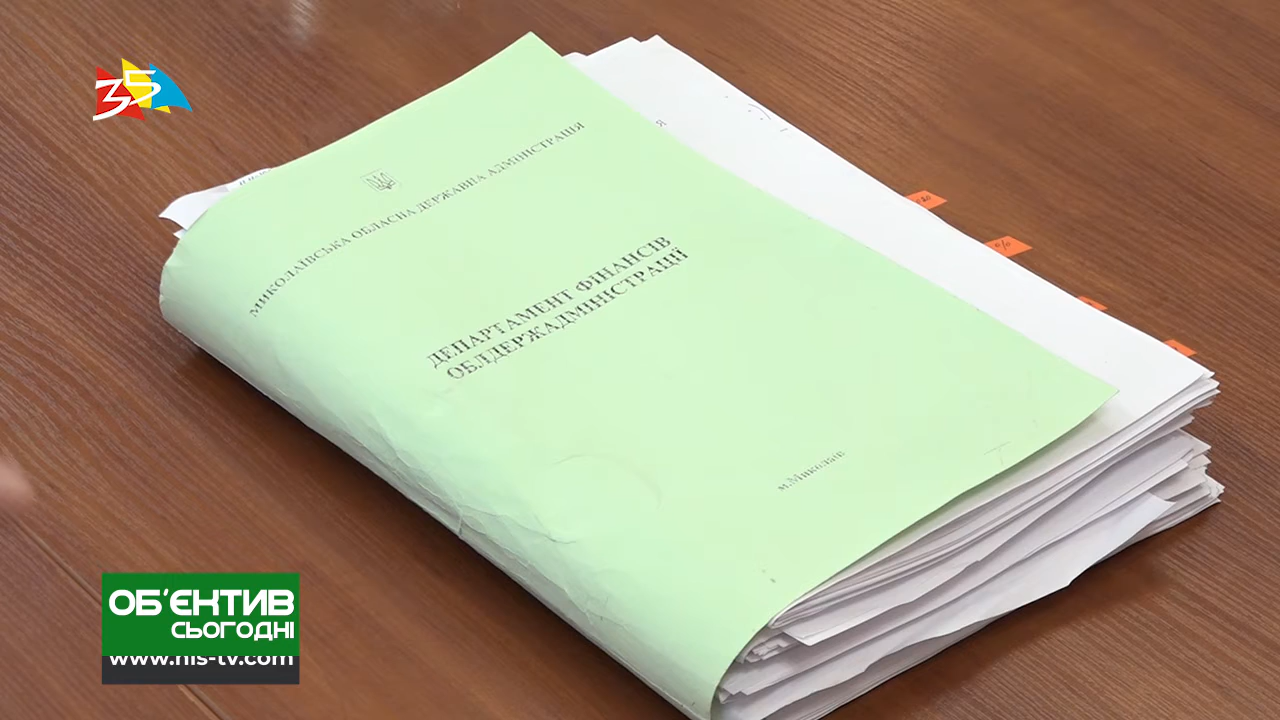 35
МИКОЛАЇВСЬКА ОБЛАСНА ДЕРЖАВНА АДМІНІСТРАЦІЯ
ДЕПАРТАМЕНТ ФІНАНСІВ
ОБЛДЕРЖАДМІНІСТРАЦІЇ
м.Миколаїв
ОБ'ЄКТИВ
СЬОГОДНІ
www.nis-tv.com